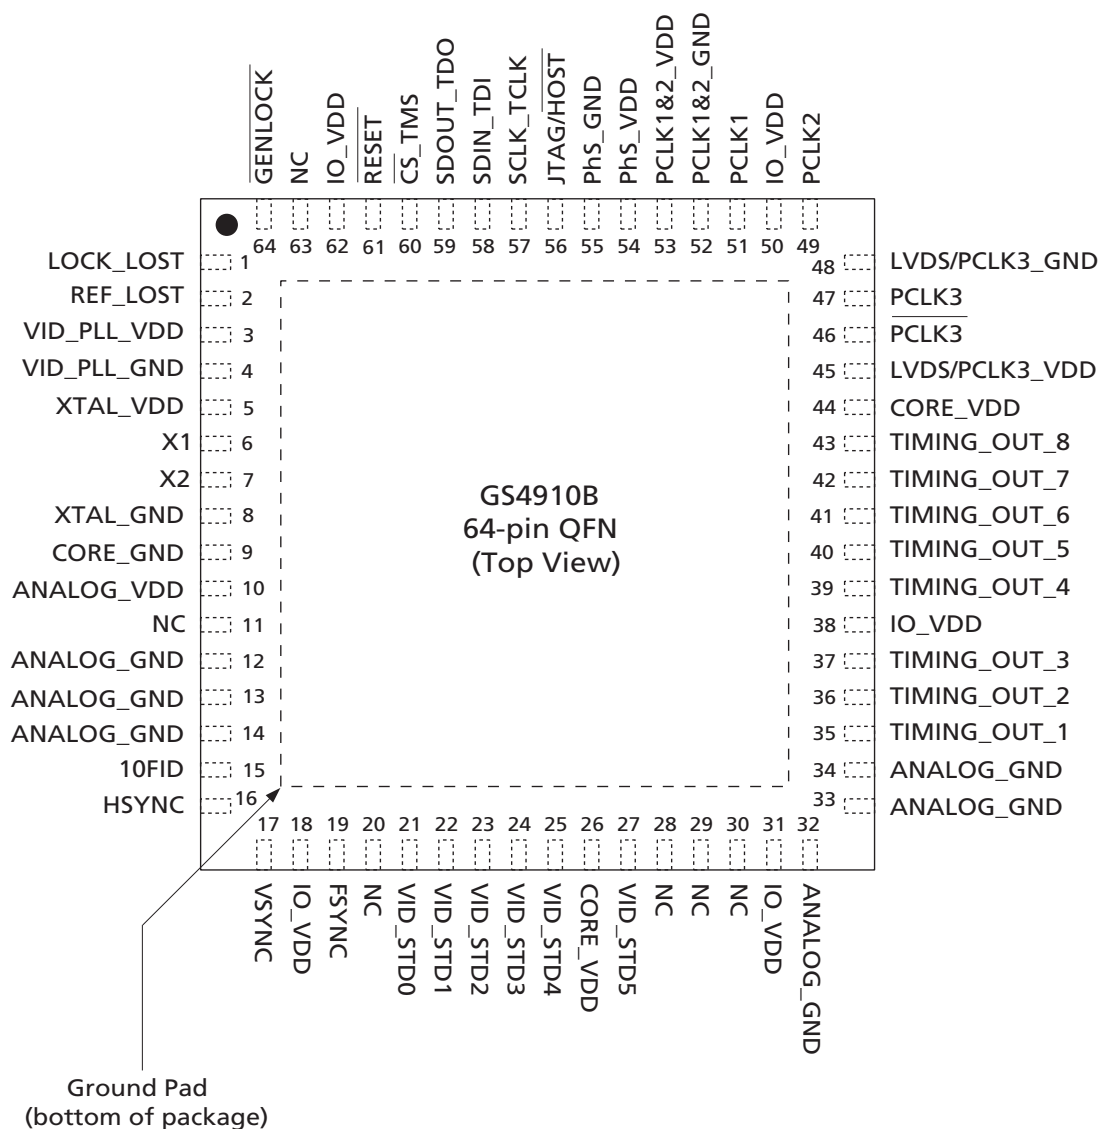 GENLOCK
NC
IO_VDD
RESET
CS_TMS
SDOUT_TDO
SDIN_TDI
SCLK_TCLK
JTAG/HOST
PhS_GND
PhS_VDD
PCLK1&2_VDD
PCLK1&2_GND
PCLK1
IO_VDD
PCLK2
64 63 62 61 60 59 58 57 56 55 54 53 52 51 50 49
LOCK_LOST 1
REF_LOST 2
VID_PLL_VDD 3
VID_PLL_GND 4
XTAL_VDD 5
X1 6
X2 7
XTAL_GND 8
CORE_GND 9
ANALOG_VDD 10
NC 11
ANALOG_GND 12
ANALOG_GND 13
ANALOG_GND 14
10FID 15
HSYNC 16
GS4910B
64-pin QFN
(Top View)
48 LVDS/PCLK3_GND
47 PCLK3
46 PCLK3
45 LVDS/PCLK3_VDD
44 CORE_VDD
43 TIMING_OUT_8
42 TIMING_OUT_7
41 TIMING_OUT_6
40 TIMING_OUT_5
39 TIMING_OUT_4
38 IO_VDD
37 TIMING_OUT_3
36 TIMING_OUT_2
35 TIMING_OUT_1
34 ANALOG_GND
33 ANALOG_GND
17 18 19 20 21 22 23 24 25 26 27 28 29 30 31 32
VSYNC
IO_VDD
FSYNC
NC
VID_STD0
VID_STD1
VID_STD2
VID_STD3
VID_STD4
CORE_VDD
VID_STD5
NC
NC
NC
IO_VDD
ANALOG_GND
Ground Pad
(bottom of package)